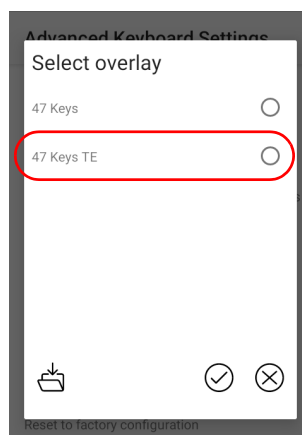 Advanced Keyboard Settings
Select overlay
47 Keys
47 Keys TE
s
Reset to factory configuration